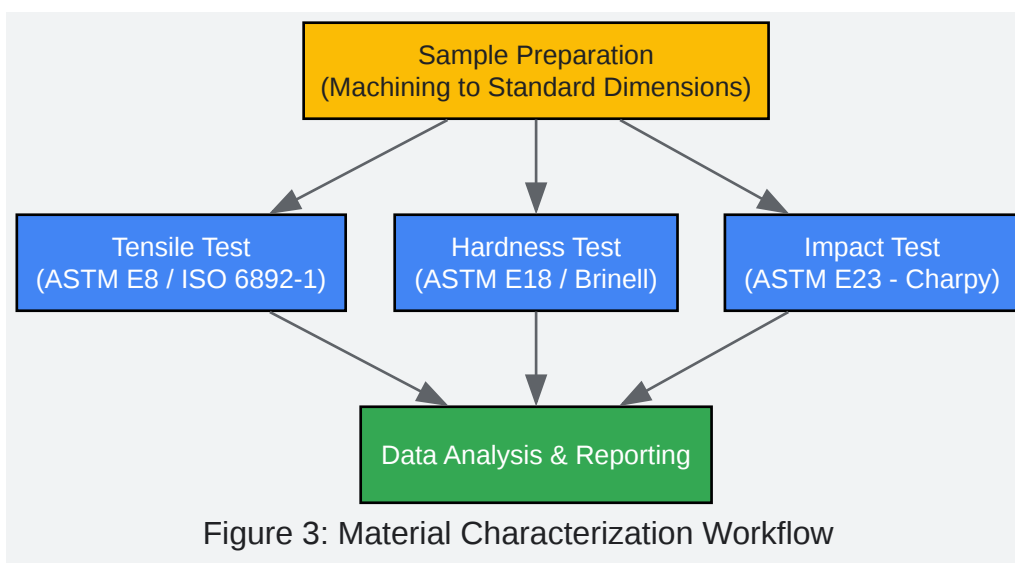 Sample Preparation
(Machining to Standard Dimensions)
Tensile Test
(ASTM E8 / ISO 6892-1)
Hardness Test
(ASTM E18 / Brinell)
Impact Test
(ASTM E23 - Charpy)
Data Analysis & Reporting
Figure 3: Material Characterization Workflow